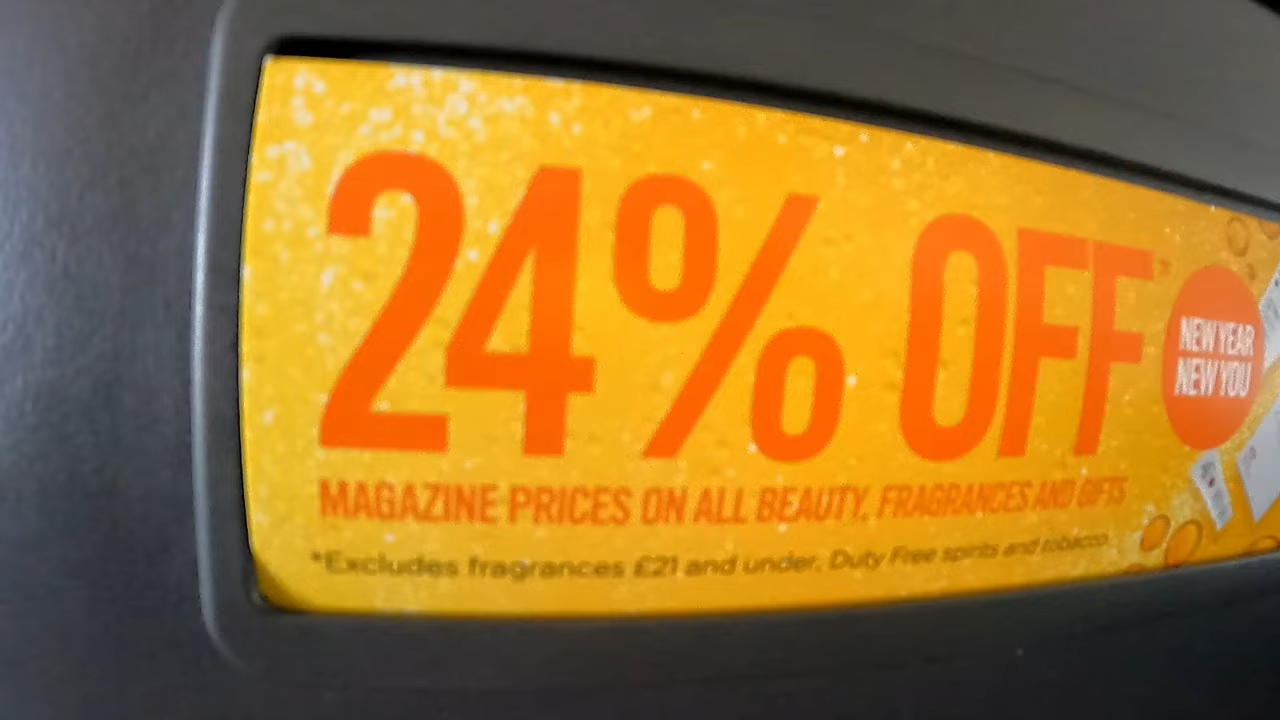 24% OFF*
NEW YEAR
NEW YOU
MAGAZINE PRICES ON ALL BEAUTY, FRAGRANCES AND GIFTS
*Excludes fragrances £21 and under, Duty Free spirits and tobacco.